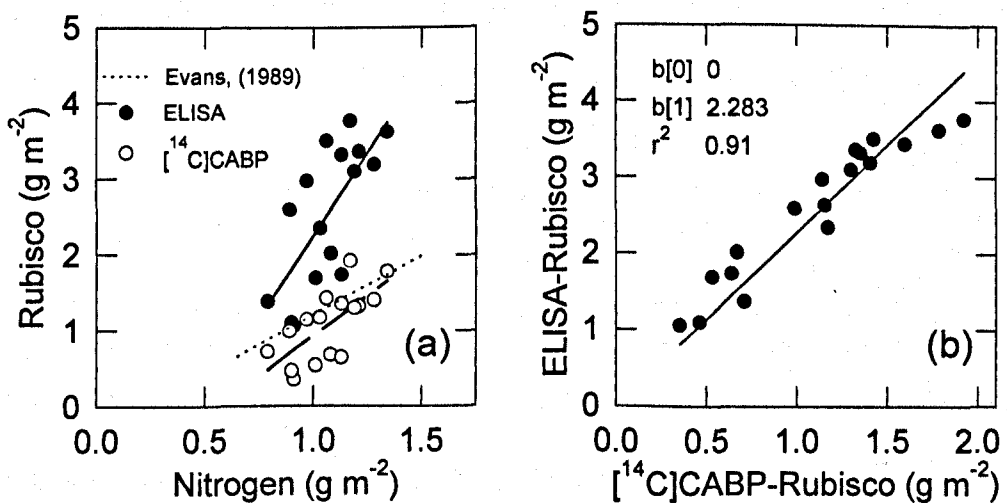 5
4
3
2
1
0
Rubisco (g m⁻²)
Evans, (1989)
ELISA
[¹⁴C]CABP
(a)
0.0 0.5 1.0 1.5
Nitrogen (g m⁻²)
5
4
3
2
1
0
ELISA-Rubisco (g m⁻²)
b[0] 0
b[1] 2.283
r² 0.91
(b)
0.0 0.5 1.0 1.5 2.0
[¹⁴C]CABP-Rubisco (g m⁻²)